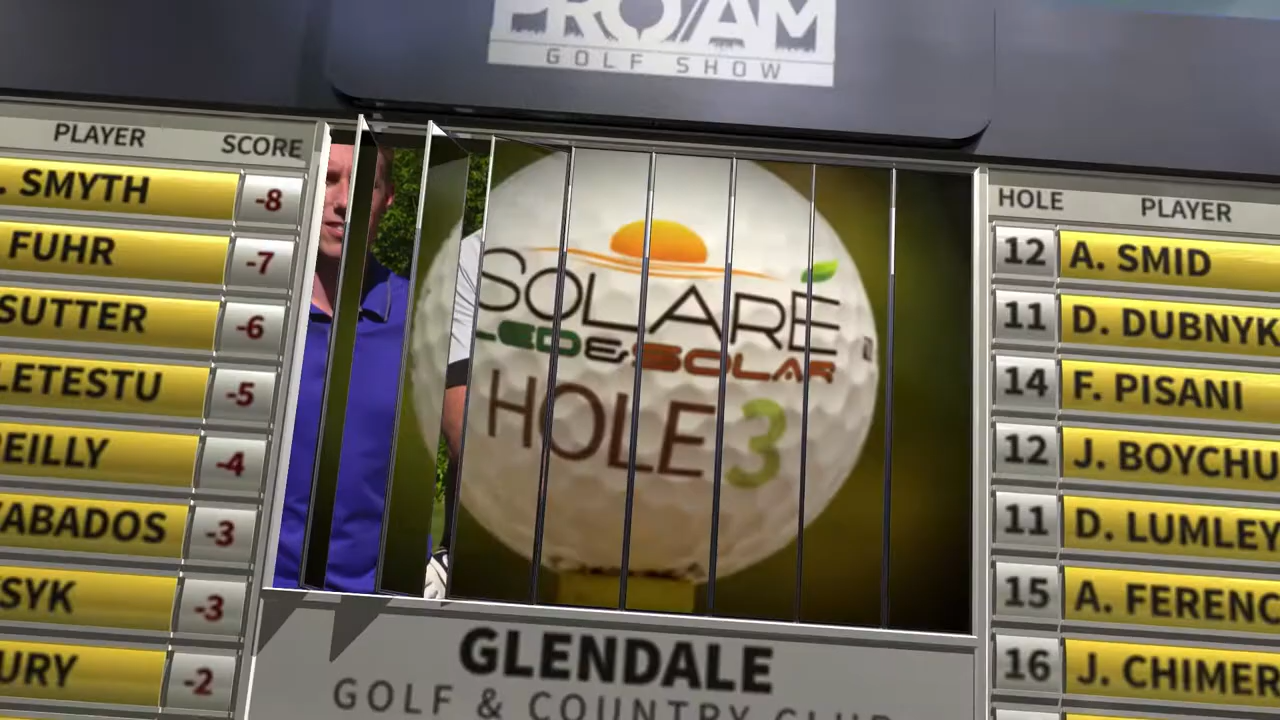 PRO/AM
GOLF SHOW
PLAYER SCORE
. SMYTH -8
FUHR -7
SUTTER -6
LETESTU -5
EILLY -4
ZABADOS -3
SYK -3
URY -2
SOLARÉ
LED & SOLAR
HOLE 3
GLENDALE
GOLF & COUNTRY CLUB
HOLE PLAYER
12 A. SMID
11 D. DUBNYK
14 F. PISANI
12 J. BOYCHU
11 D. LUMLEY
15 A. FERENC
16 J. CHIMER